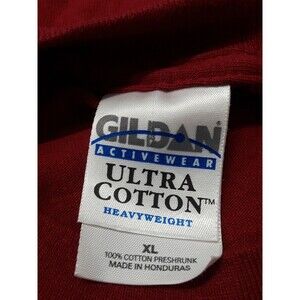 GILDAN
ACTIVEWEAR
ULTRA
COTTON™
HEAVYWEIGHT
XL
100% COTTON PRESHRUNK
MADE IN HONDURAS